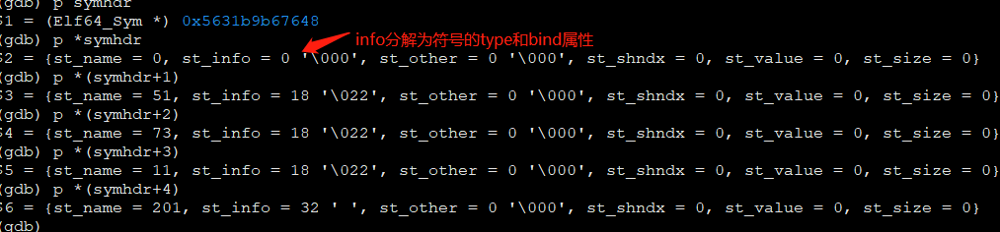 (gdb) p symhdr
$1 = (Elf64_Sym *) 0x5631b9b67648
(gdb) p *symhdr
info分解为符号的type和bind属性
$2 = {st_name = 0, st_info = 0 '\000', st_other = 0 '\000', st_shndx = 0, st_value = 0, st_size = 0}
(gdb) p *(symhdr+1)
$3 = {st_name = 51, st_info = 18 '\022', st_other = 0 '\000', st_shndx = 0, st_value = 0, st_size = 0}
(gdb) p *(symhdr+2)
$4 = {st_name = 73, st_info = 18 '\022', st_other = 0 '\000', st_shndx = 0, st_value = 0, st_size = 0}
(gdb) p *(symhdr+3)
$5 = {st_name = 11, st_info = 18 '\022', st_other = 0 '\000', st_shndx = 0, st_value = 0, st_size = 0}
(gdb) p *(symhdr+4)
$6 = {st_name = 201, st_info = 32 ' ', st_other = 0 '\000', st_shndx = 0, st_value = 0, st_size = 0}
(gdb)